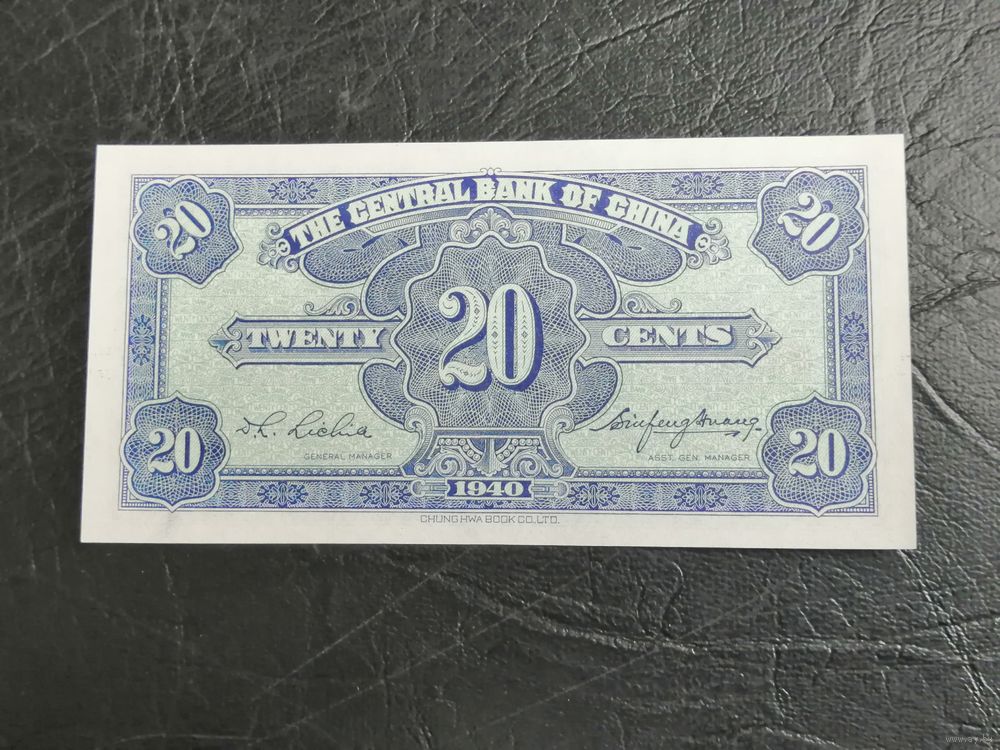 THE CENTRAL BANK OF CHINA
20 20
TWENTY 20 CENTS
D.K. Lichia
GENERAL MANAGER ASST. GEN. MANAGER
20 20
1940
CHUNG HWA BOOK CO., LTD.